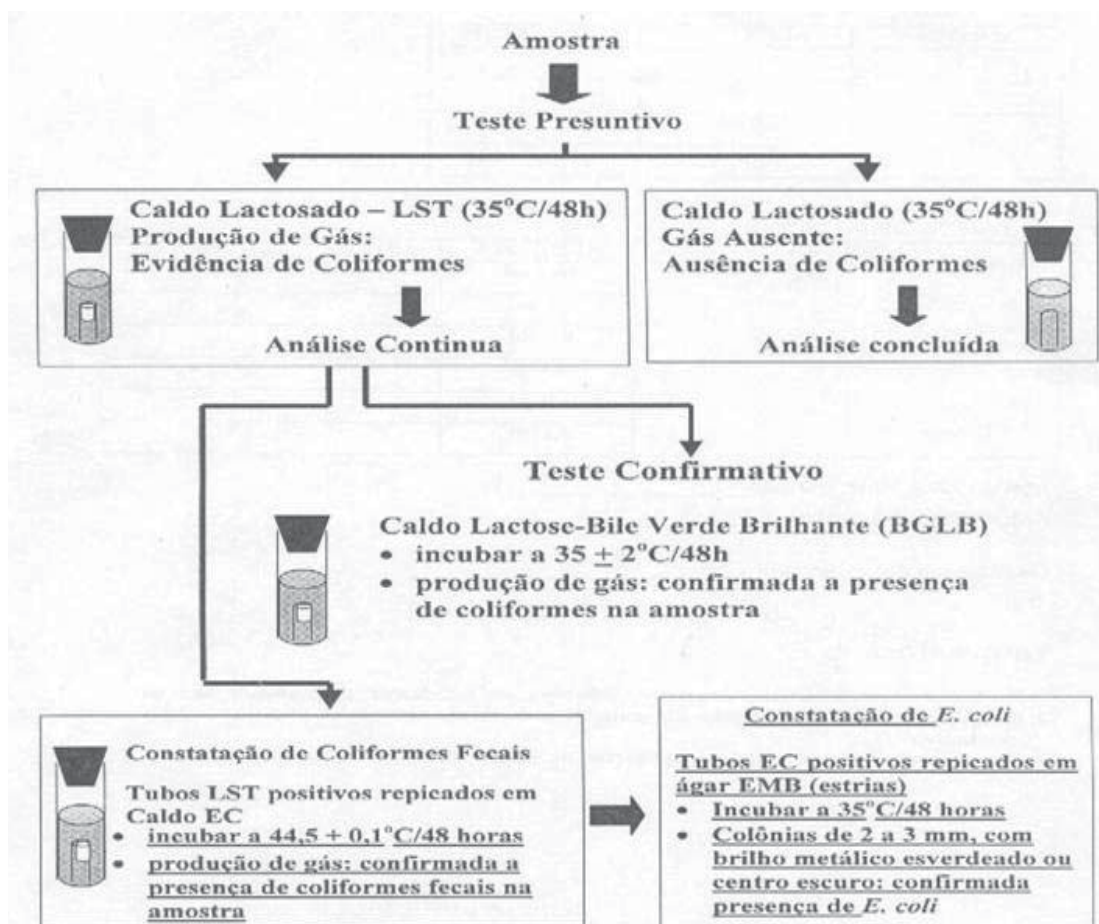 Amostra
Teste Presuntivo
Caldo Lactosado – LST (35°C/48h)
Produção de Gás:
Evidência de Coliformes
Análise Continua
Caldo Lactosado (35°C/48h)
Gás Ausente:
Ausência de Coliformes
Análise concluída
Teste Confirmativo
Caldo Lactose-Bile Verde Brilhante (BGLB)
• incubar a 35 ± 2°C/48h
• produção de gás: confirmada a presença
de coliformes na amostra
Constatação de Coliformes Fecais
Tubos LST positivos repicados em
Caldo EC
• incubar a 44,5 + 0,1°C/48 horas
• produção de gás: confirmada a
presença de coliformes fecais na
amostra
Constatação de E. coli
Tubos EC positivos repicados em
ágar EMB (estrias)
• Incubar a 35°C/48 horas
• Colônias de 2 a 3 mm, com
brilho metálico esverdeado ou
centro escuro: confirmada
presença de E. coli